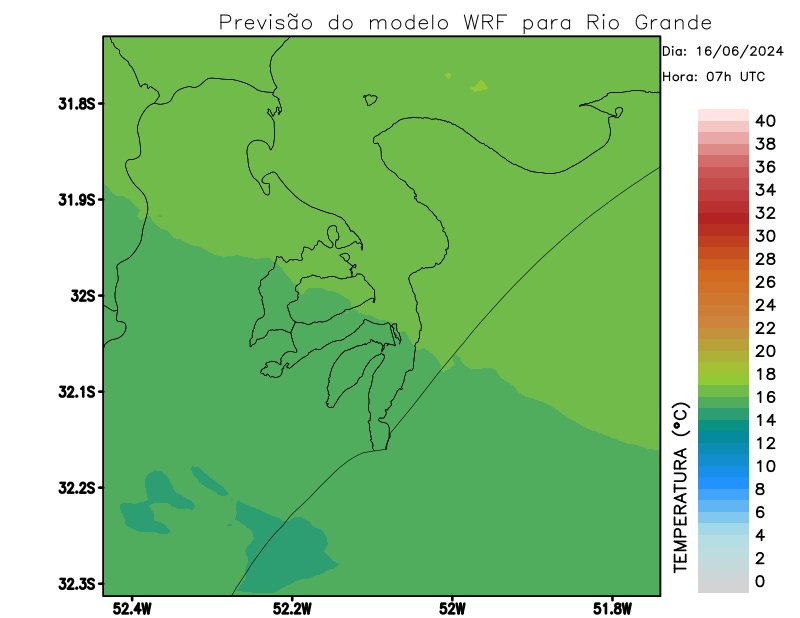 Previsão do modelo WRF para Rio Grande
Dia: 16/06/2024
Hora: 07h UTC
31.8S
31.9S
32S
32.1S
32.2S
32.3S
52.4W
52.2W
52W
51.8W
TEMPERATURA (°C)
40
38
36
34
32
30
28
26
24
22
20
18
16
14
12
10
8
6
4
2
0